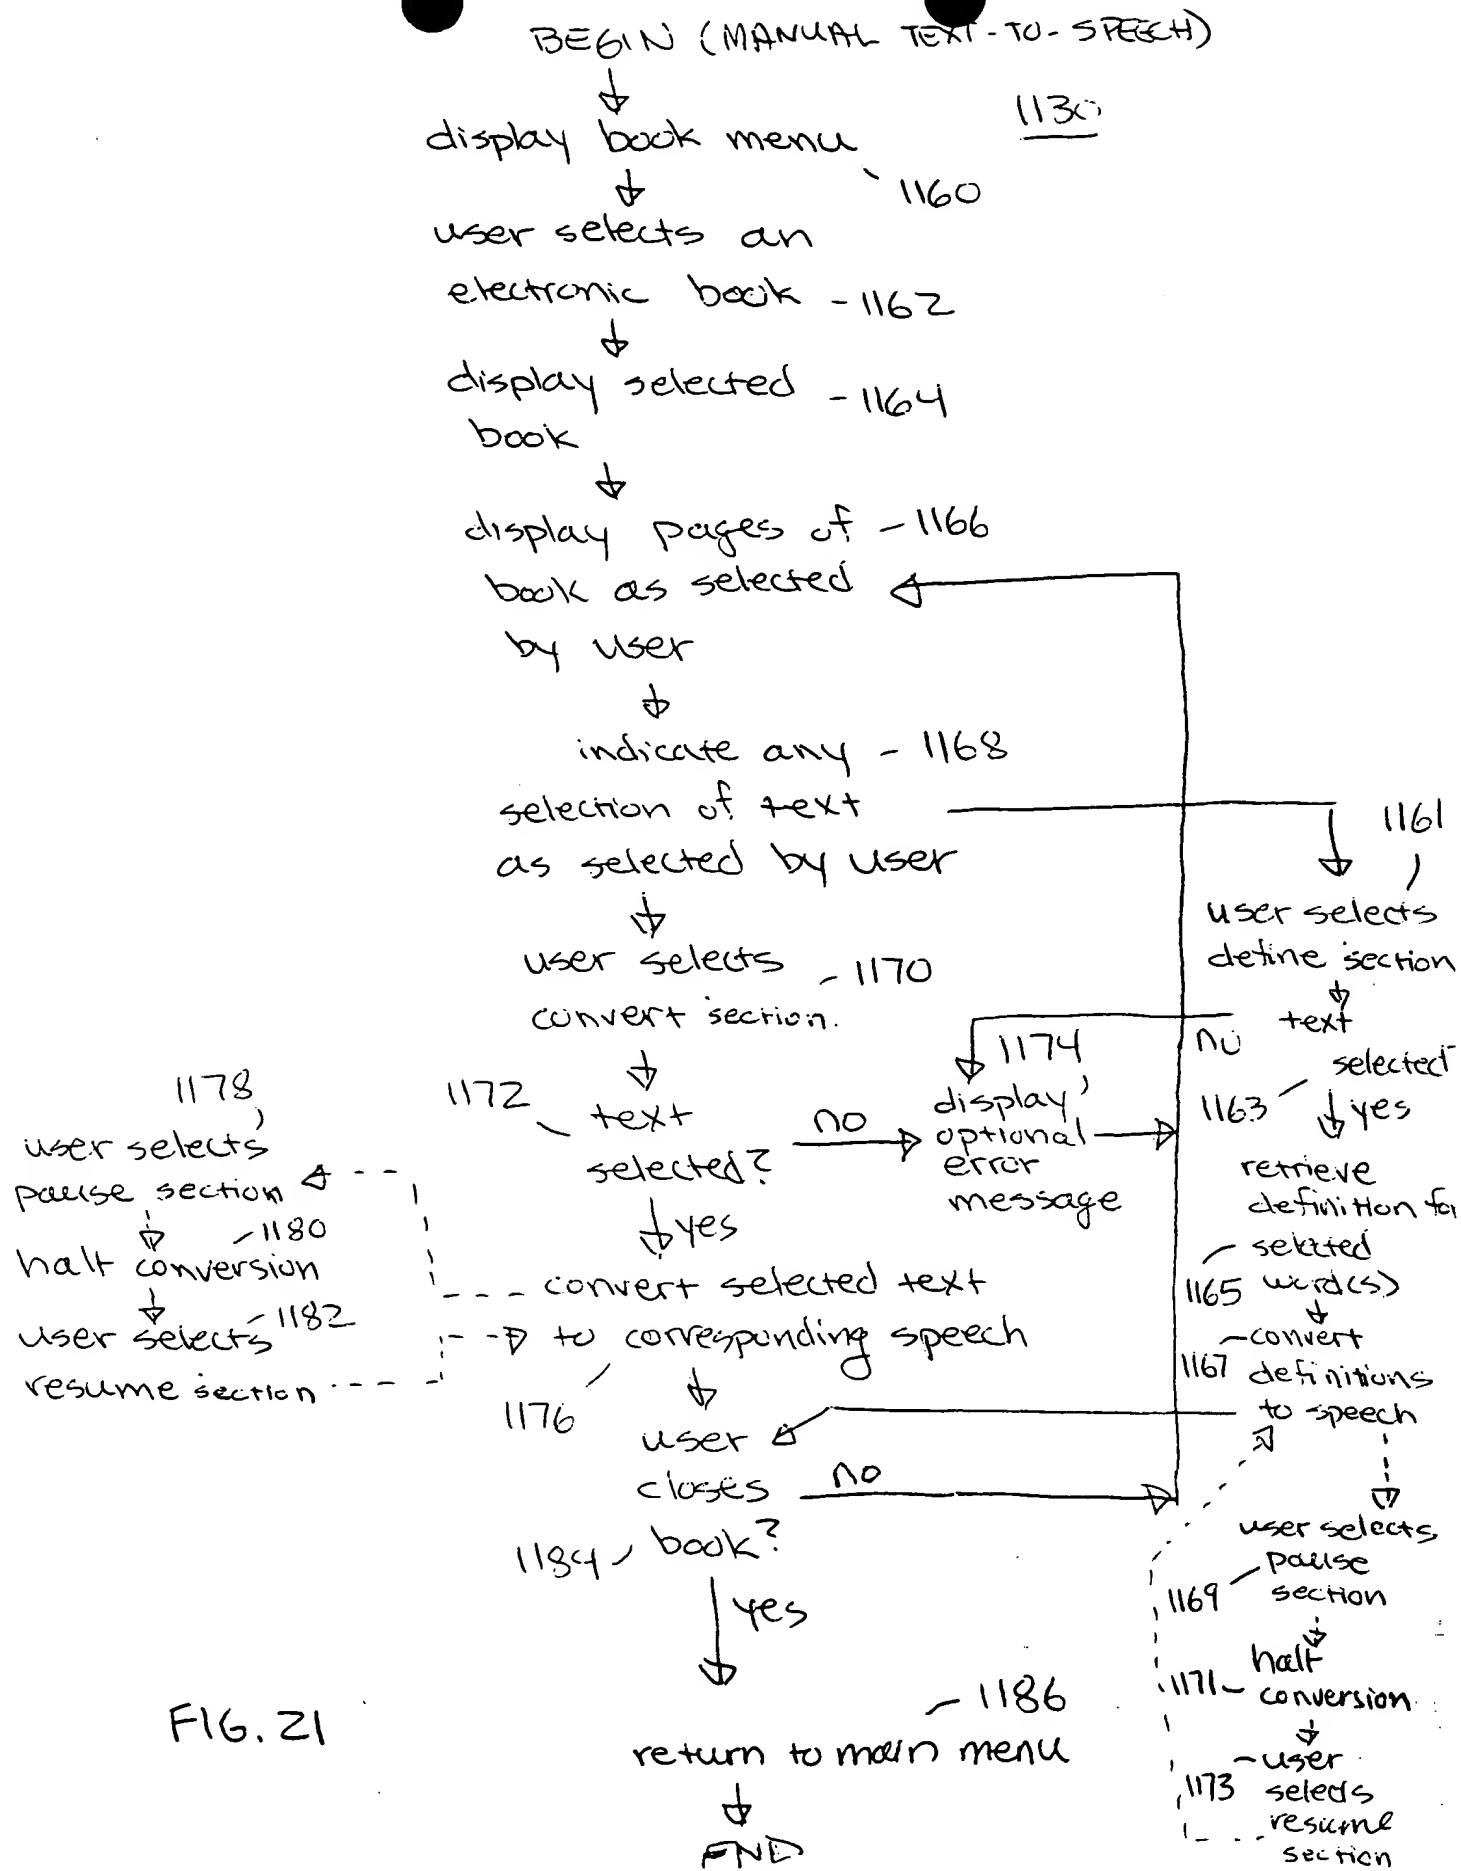 BEGIN (MANUAL TEXT-TO-SPEECH)
1130
display book menu
1160
user selects an
electronic book - 1162
display selected - 1164
book
display pages of - 1166
book as selected
by user
indicate any - 1168
selection of text
as selected by user
user selects - 1170
convert section.
1172
text
selected?
no
yes
1174
display
optional
error
message
convert selected text
to corresponding speech
1176
1178
user selects
pause section
1180
halt conversion
1182
user selects
resume section
user
closes
book?
1184
no
yes
1186
return to main menu
END
1161
user selects
define section
text
selected
no
1163
yes
retrieve
definition for
selected
1165 word(s)
convert
1167 definitions
to speech
user selects
pause
1169 section
halt
1171 conversion
user
1173 selects
resume
section
FIG. 21